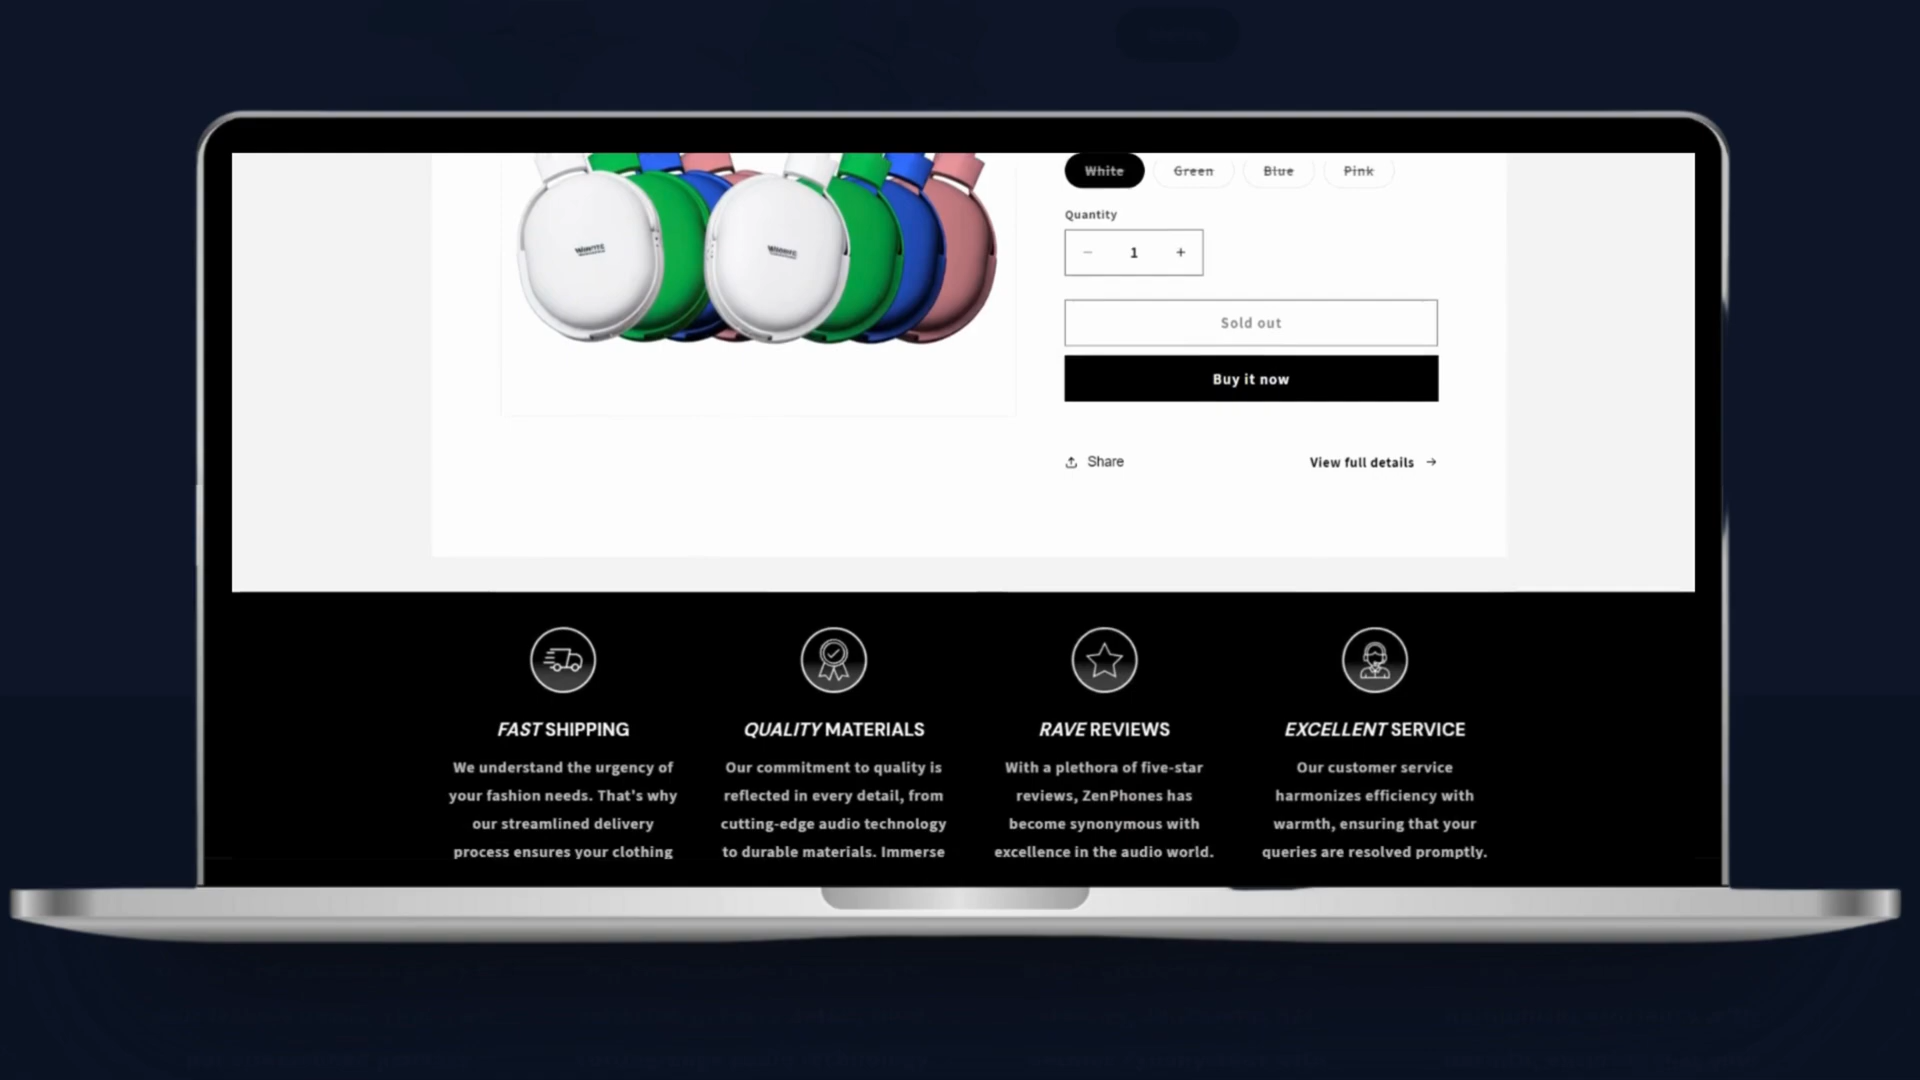 White Green Blue Pink
Quantity
− 1 +
Sold out
Buy it now
Share
View full details →
FAST SHIPPING
We understand the urgency of
your fashion needs. That's why
our streamlined delivery
process ensures your clothing
QUALITY MATERIALS
Our commitment to quality is
reflected in every detail, from
cutting-edge audio technology
to durable materials. Immerse
RAVE REVIEWS
With a plethora of five-star
reviews, ZenPhones has
become synonymous with
excellence in the audio world.
EXCELLENT SERVICE
Our customer service
harmonizes efficiency with
warmth, ensuring that your
queries are resolved promptly.